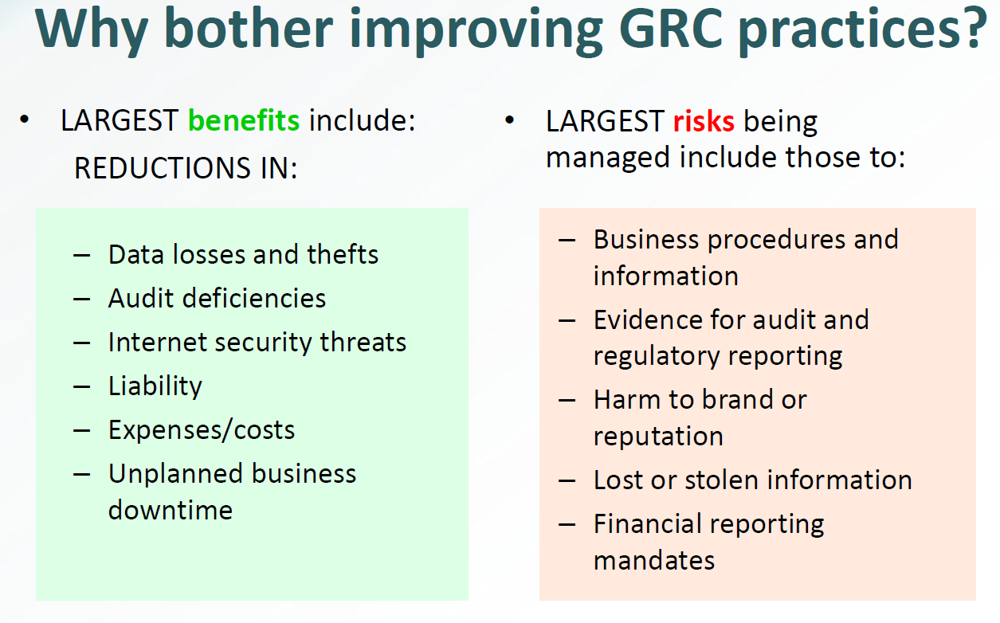 Why bother improving GRC practices?
• LARGEST benefits include:
REDUCTIONS IN:
– Data losses and thefts
– Audit deficiencies
– Internet security threats
– Liability
– Expenses/costs
– Unplanned business
downtime
• LARGEST risks being
managed include those to:
– Business procedures and
information
– Evidence for audit and
regulatory reporting
– Harm to brand or
reputation
– Lost or stolen information
– Financial reporting
mandates